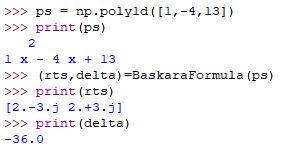 >>> ps = np.poly1d([1,-4,13])
>>> print(ps)
2
1 x - 4 x + 13
>>> (rts,delta)=BaskaraFormula(ps)
>>> print(rts)
[2.-3.j 2.+3.j]
>>> print(delta)
-36.0